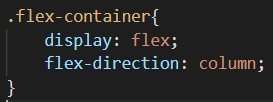 .flex-container{
    display: flex;
    flex-direction: column;
}